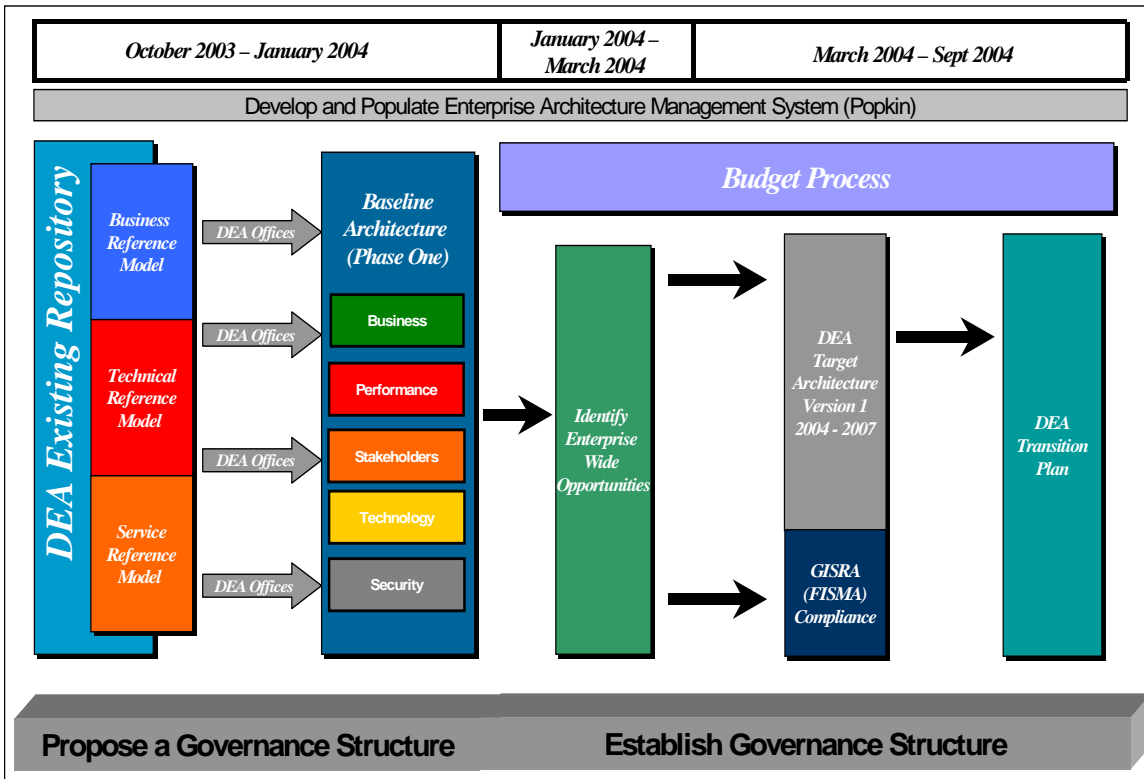 October 2003 – January 2004
January 2004 –
March 2004
March 2004 – Sept 2004
Develop and Populate Enterprise Architecture Management System (Popkin)
DEA Existing Repository
Business
Reference
Model
Technical
Reference
Model
Service
Reference
Model
DEA Offices
DEA Offices
DEA Offices
DEA Offices
Baseline
Architecture
(Phase One)
Business
Performance
Stakeholders
Technology
Security
Budget Process
Identify
Enterprise
Wide
Opportunities
DEA
Target
Architecture
Version 1
2004 - 2007
GISRA
(FISMA)
Compliance
DEA
Transition
Plan
Propose a Governance Structure
Establish Governance Structure